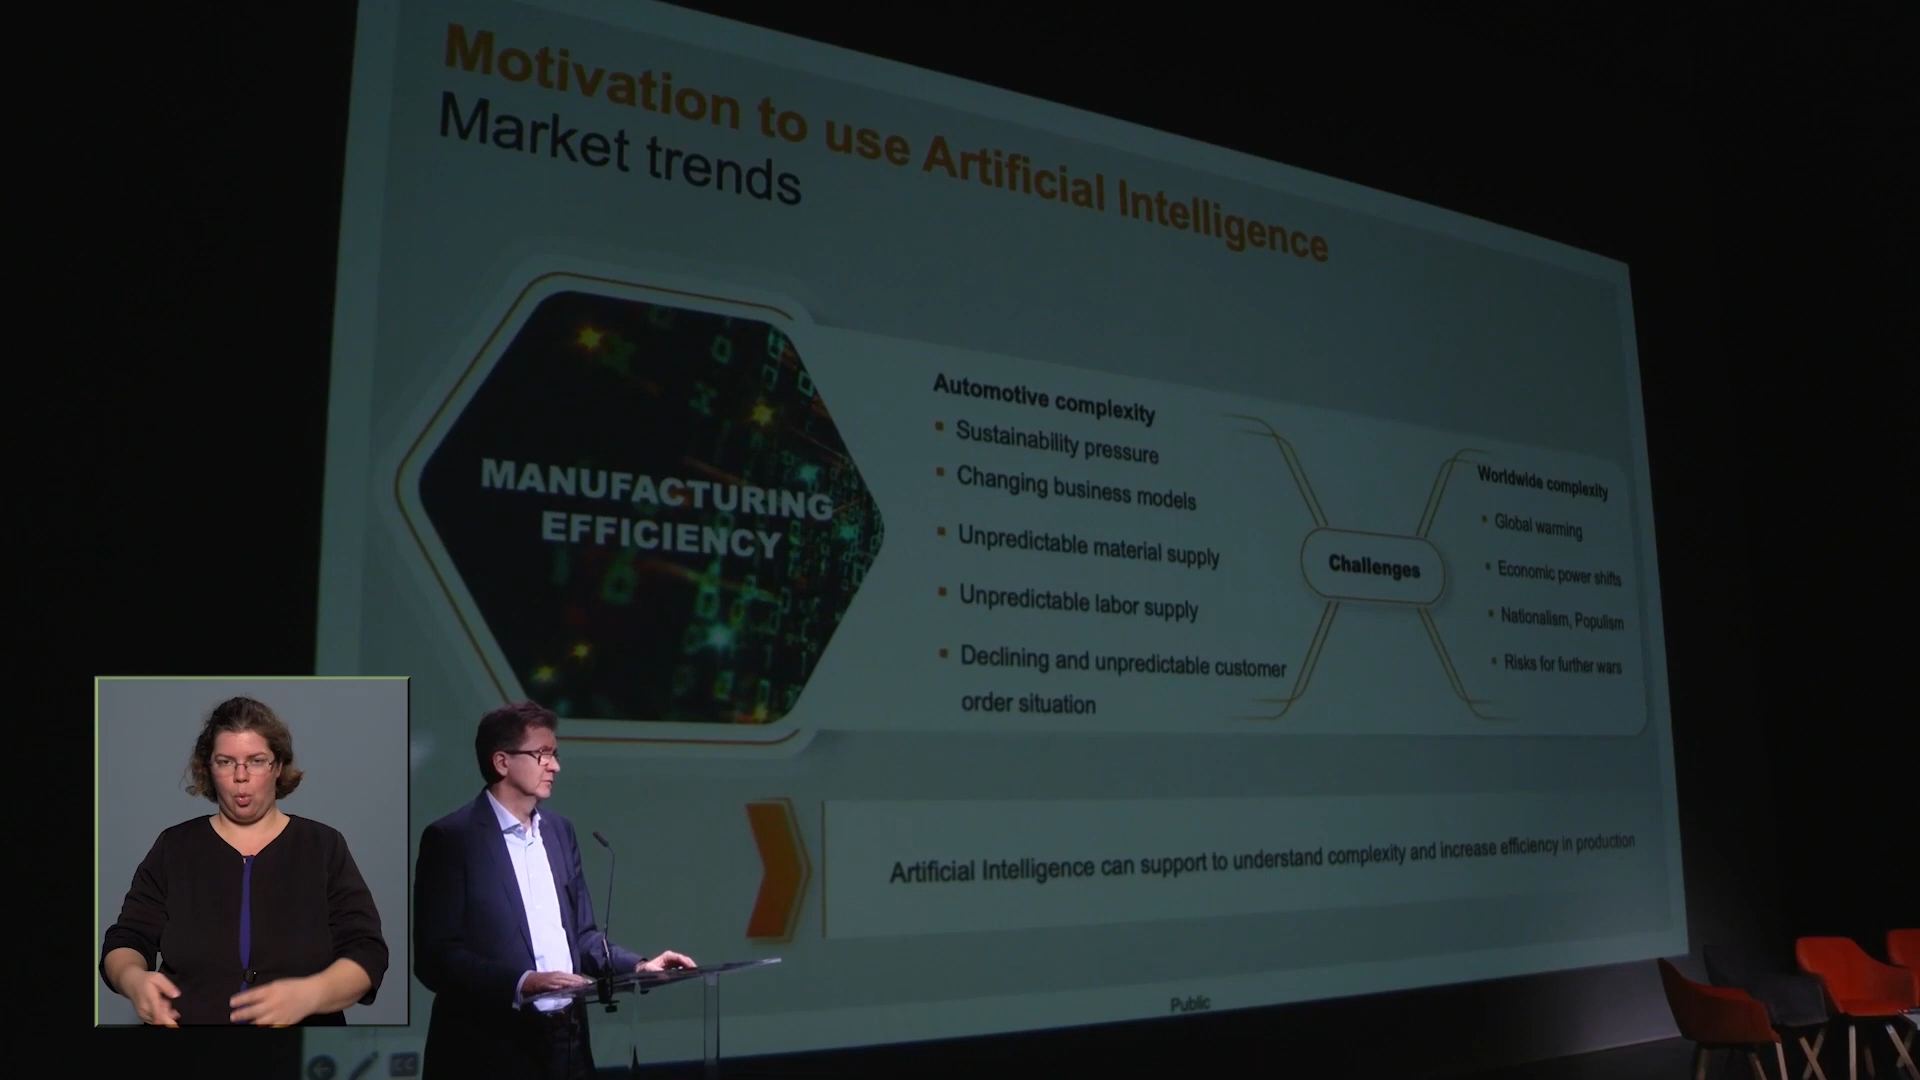 Motivation to use Artificial Intelligence
Market trends
MANUFACTURING
EFFICIENCY
Automotive complexity
Sustainability pressure
Changing business models
Unpredictable material supply
Unpredictable labor supply
Declining and unpredictable customer
order situation
Challenges
Worldwide complexity
Global warming
Economic power shifts
Nationalism, Populism
Risks for further wars
Artificial Intelligence can support to understand complexity and increase efficiency in production
Public